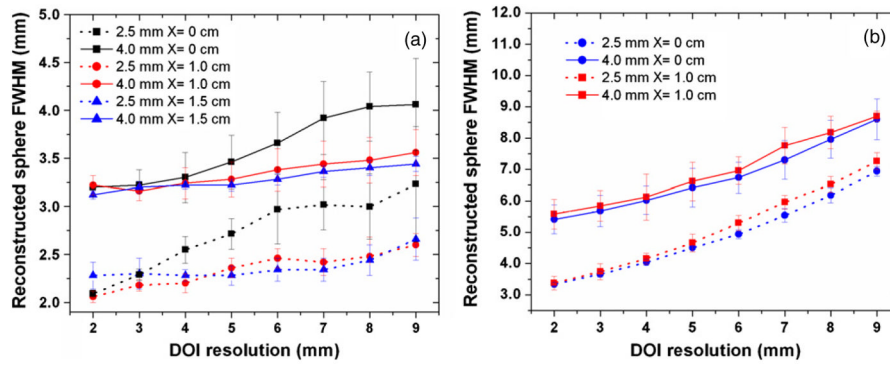 5.0
4.5
4.0
3.5
3.0
2.5
2.0
Reconstructed sphere FWHM (mm)
2.5 mm X= 0 cm
4.0 mm X= 0 cm
2.5 mm X= 1.0 cm
4.0 mm X= 1.0 cm
2.5 mm X= 1.5 cm
4.0 mm X= 1.5 cm
(a)
2 3 4 5 6 7 8 9
DOI resolution (mm)
12.0
11.0
10.0
9.0
8.0
7.0
6.0
5.0
4.0
3.0
Reconstructed sphere FWHM (mm)
2.5 mm X= 0 cm
4.0 mm X= 0 cm
2.5 mm X= 1.0 cm
4.0 mm X= 1.0 cm
(b)
2 3 4 5 6 7 8 9
DOI resolution (mm)